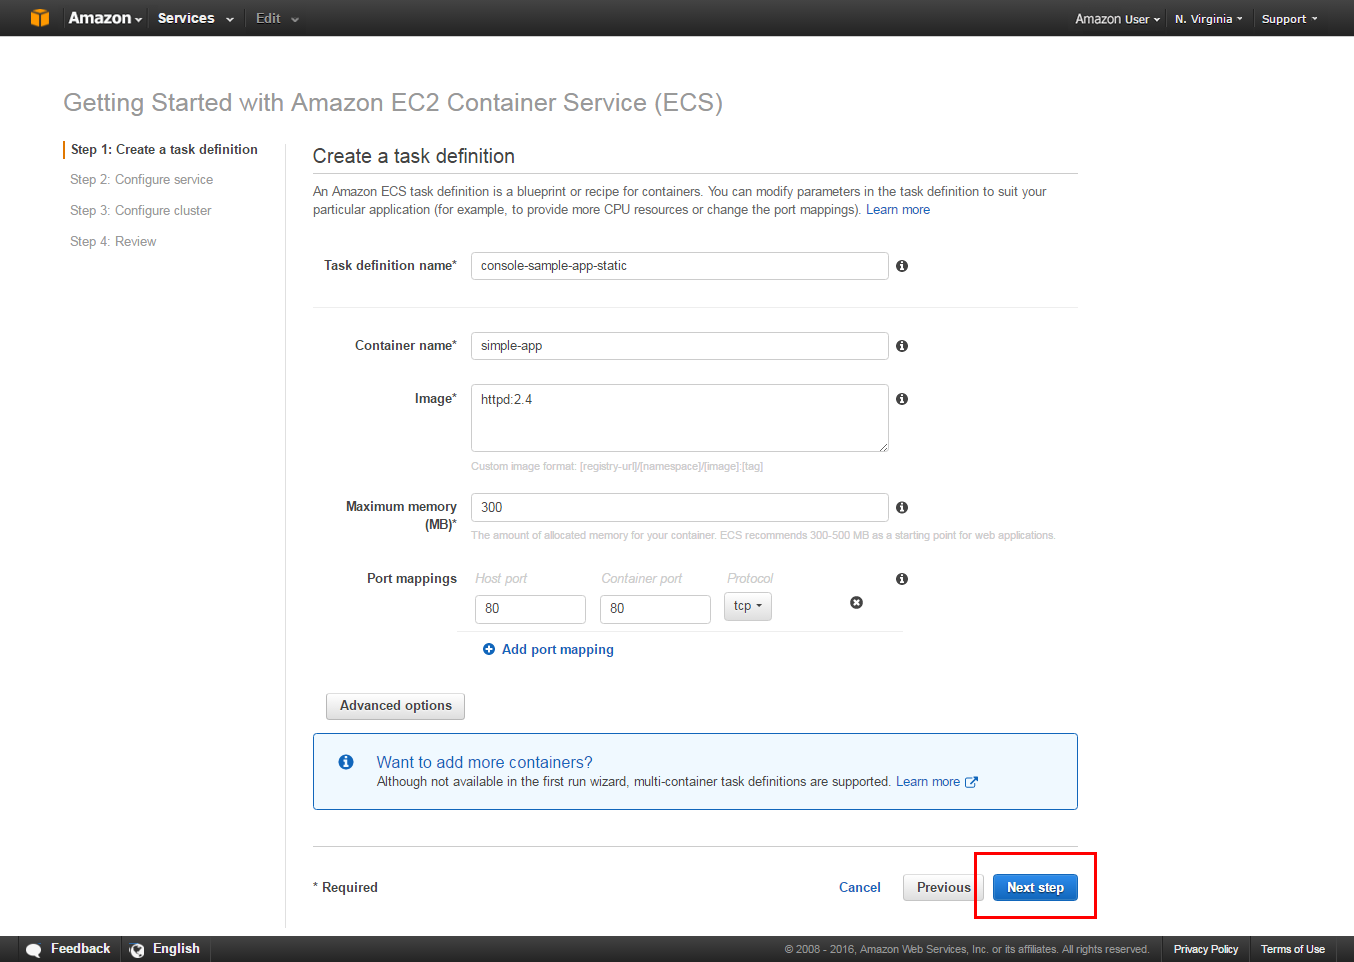 Amazon Services Edit Amazon User N. Virginia Support
Getting Started with Amazon EC2 Container Service (ECS)
Step 1: Create a task definition
Step 2: Configure service
Step 3: Configure cluster
Step 4: Review
Create a task definition
An Amazon ECS task definition is a blueprint or recipe for containers. You can modify parameters in the task definition to suit your
particular application (for example, to provide more CPU resources or change the port mappings). Learn more
Task definition name* console-sample-app-static
Container name* simple-app
Image* httpd:2.4
Custom image format: [registry-url]/[namespace]/[image]:[tag]
Maximum memory
(MB)*
300
The amount of allocated memory for your container. ECS recommends 300-500 MB as a starting point for web applications.
Port mappings Host port Container port Protocol
80 80 tcp
Add port mapping
Advanced options
Want to add more containers?
Although not available in the first run wizard, multi-container task definitions are supported. Learn more
* Required Cancel Previous Next step
Feedback English © 2008 - 2016, Amazon Web Services, Inc. or its affiliates. All rights reserved. Privacy Policy Terms of Use